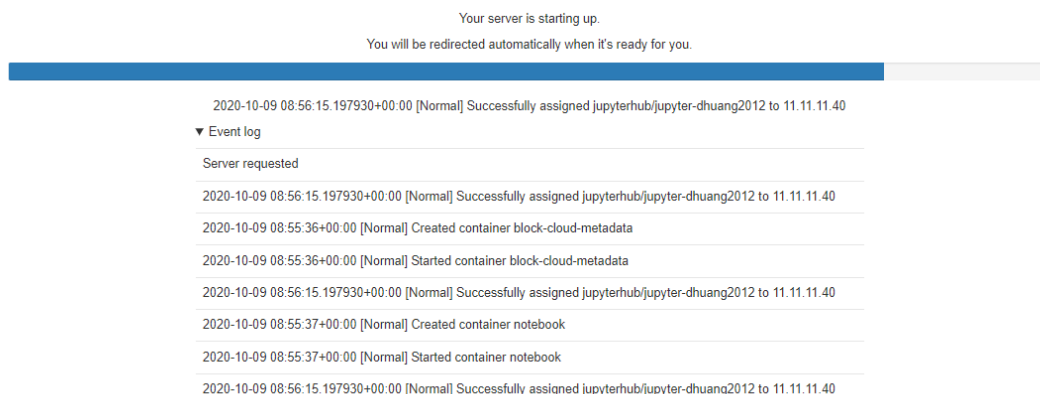 Your server is starting up.
You will be redirected automatically when it's ready for you.
2020-10-09 08:56:15.197930+00:00 [Normal] Successfully assigned jupyterhub/jupyter-dhuang2012 to 11.11.11.40
▼ Event log
Server requested
2020-10-09 08:56:15.197930+00:00 [Normal] Successfully assigned jupyterhub/jupyter-dhuang2012 to 11.11.11.40
2020-10-09 08:55:36+00:00 [Normal] Created container block-cloud-metadata
2020-10-09 08:55:36+00:00 [Normal] Started container block-cloud-metadata
2020-10-09 08:56:15.197930+00:00 [Normal] Successfully assigned jupyterhub/jupyter-dhuang2012 to 11.11.11.40
2020-10-09 08:55:37+00:00 [Normal] Created container notebook
2020-10-09 08:55:37+00:00 [Normal] Started container notebook
2020-10-09 08:56:15.197930+00:00 [Normal] Successfully assigned jupyterhub/jupyter-dhuang2012 to 11.11.11.40